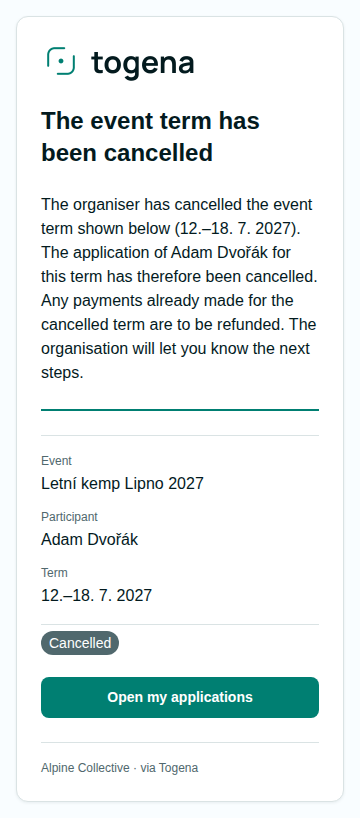 togena
The event term has
been cancelled
The organiser has cancelled the event
term shown below (12.–18. 7. 2027).
The application of Adam Dvořák for
this term has therefore been cancelled.
Any payments already made for the
cancelled term are to be refunded. The
organisation will let you know the next
steps.
Event
Letní kemp Lipno 2027
Participant
Adam Dvořák
Term
12.–18. 7. 2027
Cancelled
Open my applications
Alpine Collective · via Togena